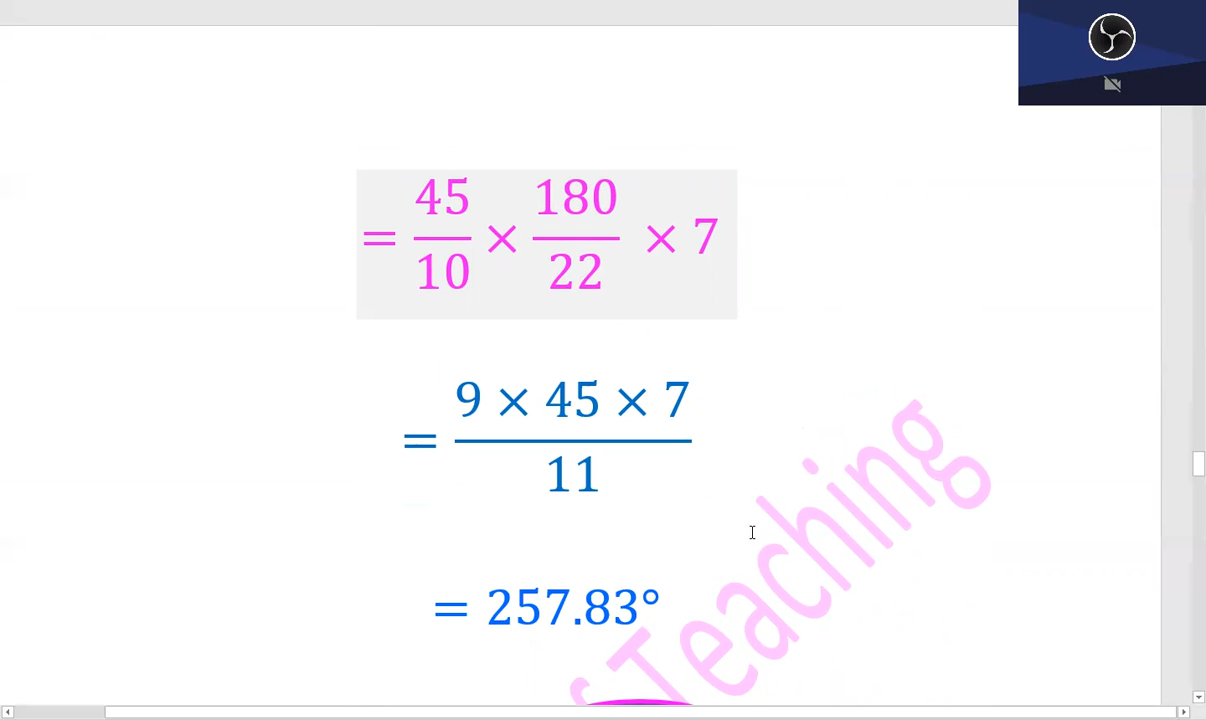 = 45/10 × 180/22 × 7
= 9 × 45 × 7 / 11
= 257.83°
Teaching